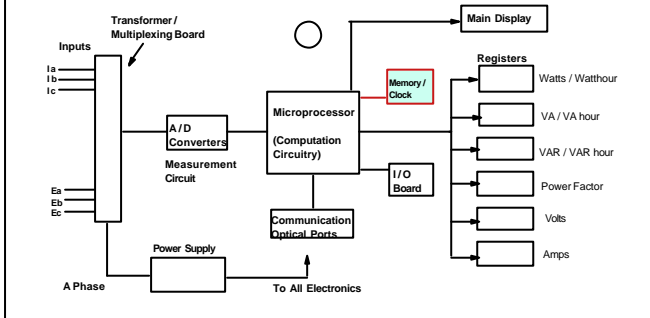 Transformer /
Multiplexing Board
Main Display
Inputs
Registers
Ia
Ib
Ic
Memory /
Clock
Watts / Watthour
Microprocessor
(Computation
Circuitry)
VA / VA hour
A / D
Converters
Measurement
Circuit
VAR / VAR hour
I / O
Board
Power Factor
Ea
Eb
Ec
Communication
Optical Ports
Volts
Power Supply
Amps
A Phase
To All Electronics